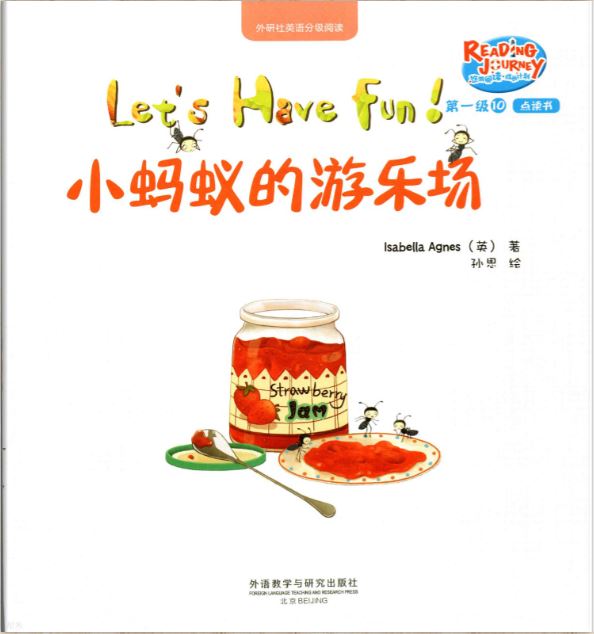 外研社英语分级阅读
READING
JOURNEY
悠游阅读·成长计划
Let's Have Fun!
第一级 10 点读书
小蚂蚁的游乐场
Isabella Agnes（英） 著
孙思 绘
Strawberry
Jam
外语教学与研究出版社
FOREIGN LANGUAGE TEACHING AND RESEARCH PRESS
北京 BEIJING